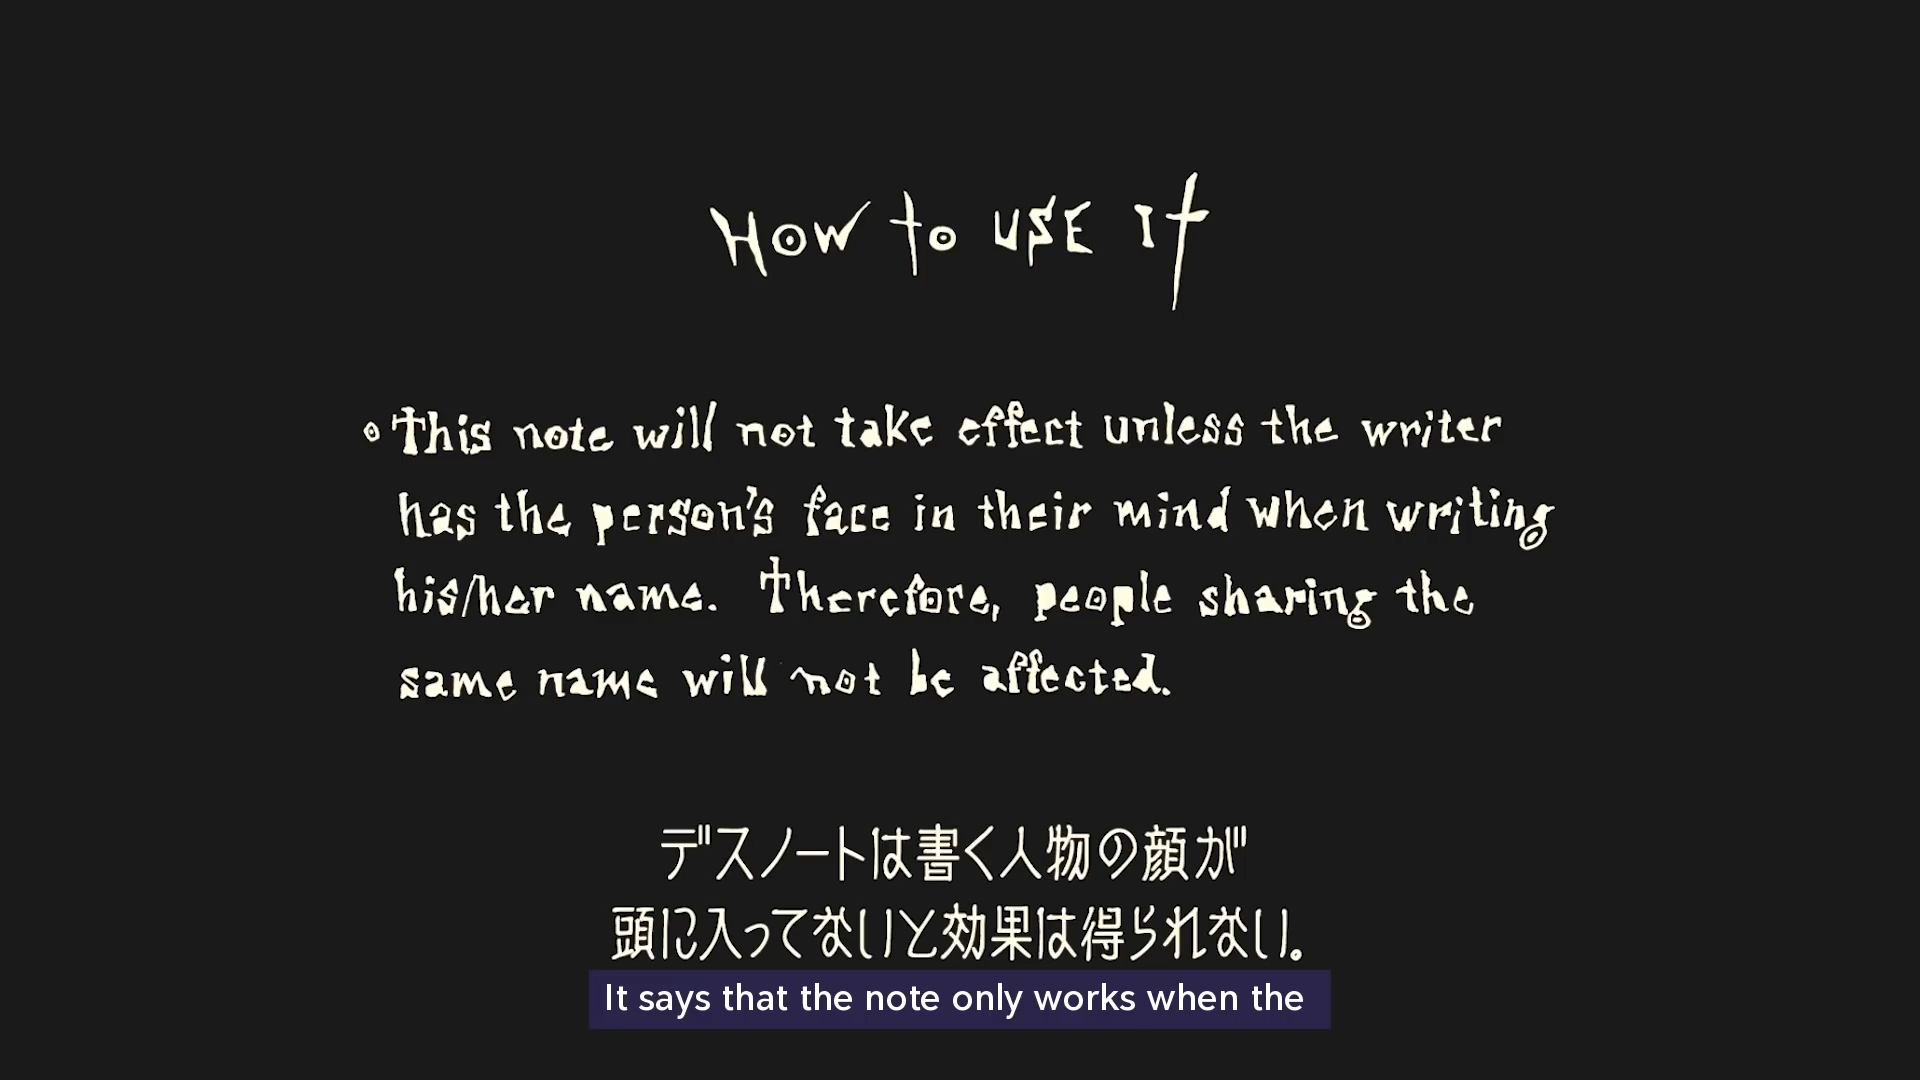 How to USE It
This note will not take effect unless the writer
has the person's face in their mind when writing
his/her name. Therefore, people sharing the
same name will not be affected.
デスノートは書く人物の顔が
頭に入ってないと効果は得られない。
It says that the note only works when the